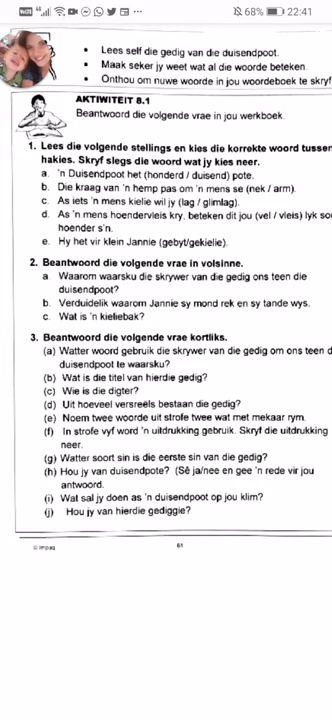 68% 22:41
• Lees self die gedig van die duisendpoot.
• Maak seker jy weet wat al die woorde beteken.
• Onthou om nuwe woorde in jou woordeboek te skryf
AKTIWITEIT 8.1
Beantwoord die volgende vrae in jou werkboek.
1. Lees die volgende stellings en kies die korrekte woord tussen
hakies. Skryf slegs die woord wat jy kies neer.
a. 'n Duisendpoot het (honderd / duisend) pote.
b. Die kraag van 'n hemp pas om 'n mens se (nek / arm).
c. As iets 'n mens kielie wil jy (lag / glimlag).
d. As 'n mens hoendervleis kry, beteken dit jou (vel / vleis) lyk so
hoender s'n.
e. Hy het vir klein Jannie (gebyt/gekielie).
2. Beantwoord die volgende vrae in volsinne.
a. Waarom waarsku die skrywer van die gedig ons teen die
duisendpoot?
b. Verduidelik waarom Jannie sy mond rek en sy tande wys.
c. Wat is 'n kieliebak?
3. Beantwoord die volgende vrae kortliks.
(a) Watter woord gebruik die skrywer van die gedig om ons teen d
duisendpoot te waarsku?
(b) Wat is die titel van hierdie gedig?
(c) Wie is die digter?
(d) Uit hoeveel versreëls bestaan die gedig?
(e) Noem twee woorde uit strofe twee wat met mekaar rym.
(f) In strofe vyf word 'n uitdrukking gebruik. Skryf die uitdrukking
neer.
(g) Watter soort sin is die eerste sin van die gedig?
(h) Hou jy van duisendpote? (Sê ja/nee en gee 'n rede vir jou
antwoord.
(i) Wat sal jy doen as 'n duisendpoot op jou klim?
(j) Hou jy van hierdie gediggie?
© Impaq 61